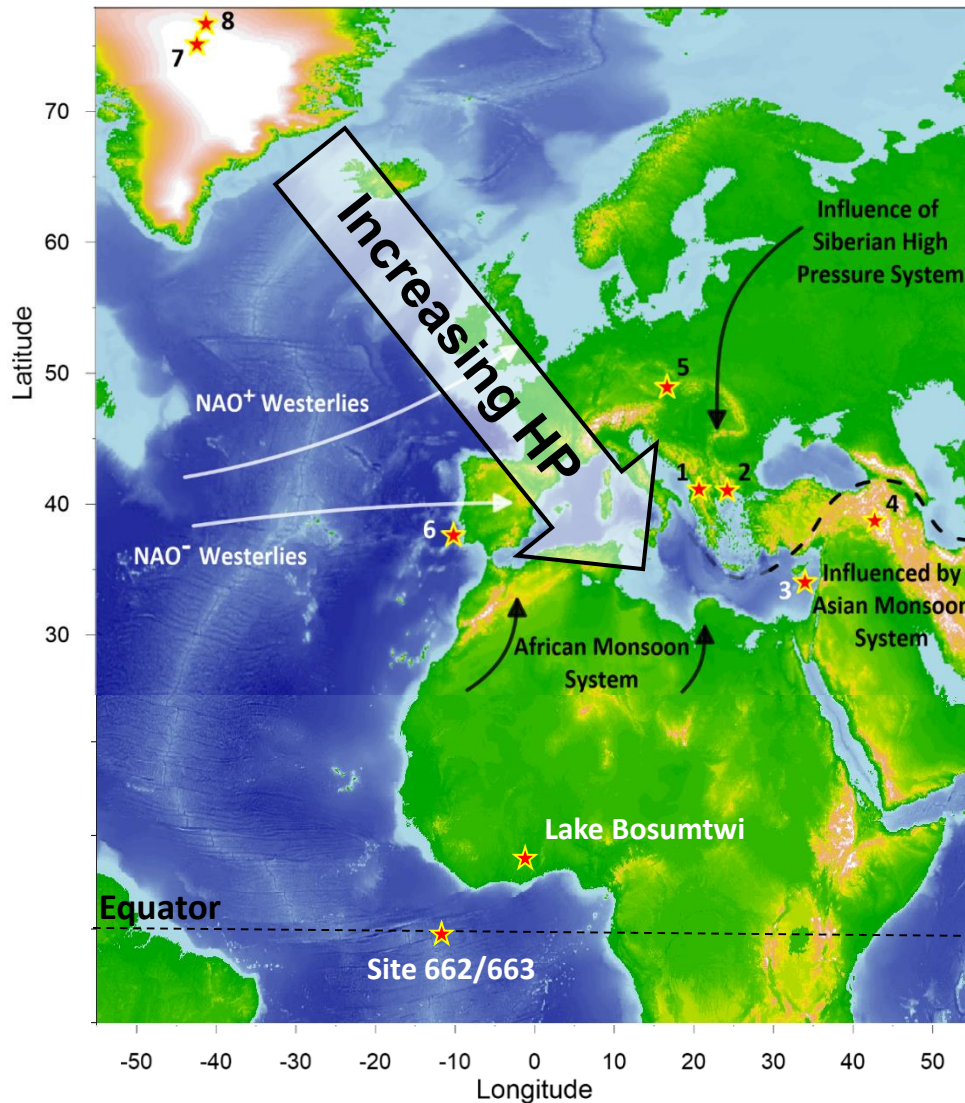 8
7
70
Increasing HP
Influence of
Siberian High
Pressure System
60
Latitude
50
5
NAO+ Westerlies
1
2
40
4
6
NAO- Westerlies
3
Influenced by
Asian Monsoon
System
30
African Monsoon
System
Lake Bosumtwi
Equator
Site 662/663
-50 -40 -30 -20 -10 0 10 20 30 40 50
Longitude